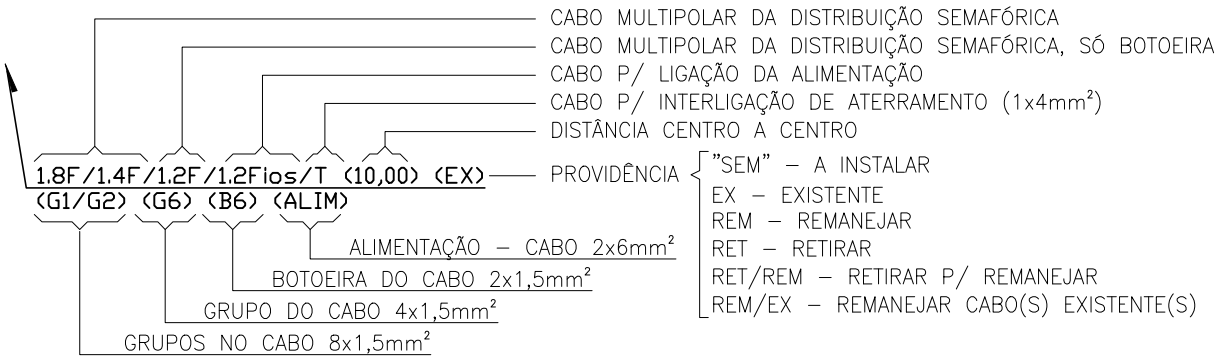 CABO MULTIPOLAR DA DISTRIBUIÇÃO SEMAFÓRICA
CABO MULTIPOLAR DA DISTRIBUIÇÃO SEMAFÓRICA, SÓ BOTOEIRA
CABO P/ LIGAÇÃO DA ALIMENTAÇÃO
CABO P/ INTERLIGAÇÃO DE ATERRAMENTO (1x4mm²)
DISTÂNCIA CENTRO A CENTRO
1.8F/1.4F/1.2F/1.2Fios/T (10,00) (EX)
PROVIDÊNCIA
"SEM" – A INSTALAR
EX – EXISTENTE
REM – REMANEJAR
RET – RETIRAR
RET/REM – RETIRAR P/ REMANEJAR
REM/EX – REMANEJAR CABO(S) EXISTENTE(S)
(G1/G2) (G6) (B6) (ALIM)
ALIMENTAÇÃO – CABO 2x6mm²
BOTOEIRA DO CABO 2x1,5mm²
GRUPO DO CABO 4x1,5mm²
GRUPOS NO CABO 8x1,5mm²